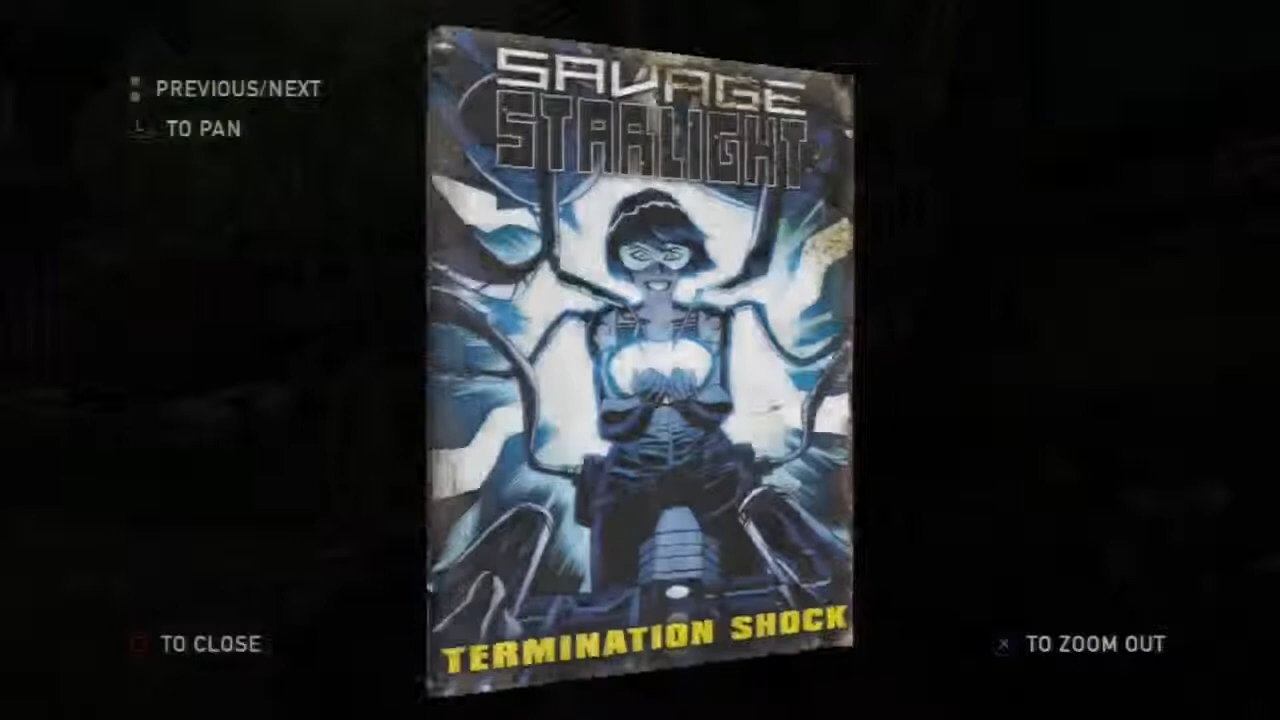 PREVIOUS/NEXT
L TO PAN
SAVAGE
STARLIGHT
TERMINATION SHOCK
TO CLOSE
X TO ZOOM OUT